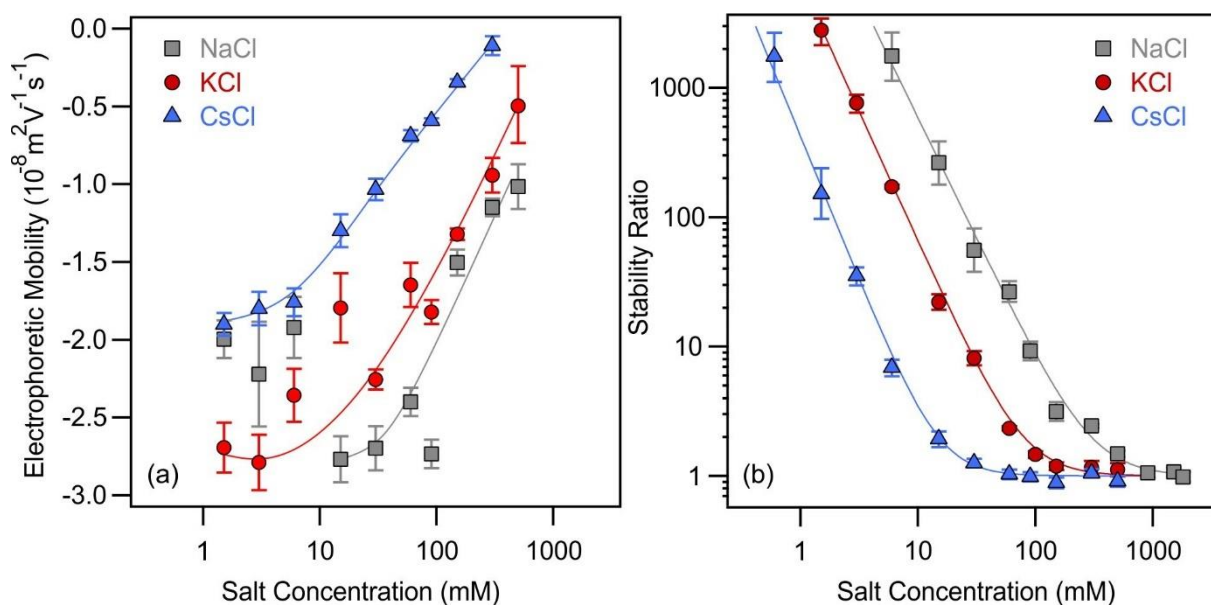 0.0
-0.5
-1.0
-1.5
-2.0
-2.5
-3.0
Electrophoretic Mobility (10⁻⁸ m² V⁻¹ s⁻¹)
NaCl
KCl
CsCl
(a)
1
10
100
1000
Salt Concentration (mM)
1000
100
10
1
Stability Ratio
NaCl
KCl
CsCl
(b)
1
10
100
1000
Salt Concentration (mM)